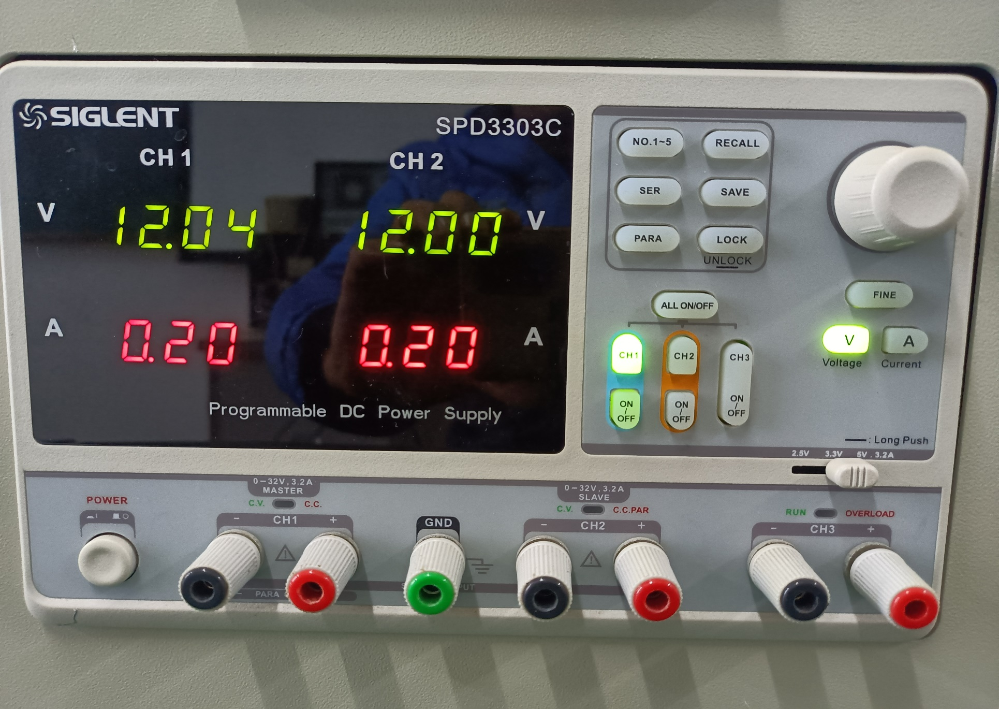 SIGLENT
SPD3303C
CH 1 CH 2
V 12.04 12.00 V
A 0.20 0.20 A
Programmable DC Power Supply
NO.1~5 RECALL
SER SAVE
PARA LOCK
UNLOCK
FINE
ALL ON/OFF
V A
Voltage Current
CH1 CH2 CH3
ON/OFF ON/OFF ON/OFF
: Long Push
2.5V 3.3V 5V . 3.2A
POWER
0-32V, 3.2A
MASTER
C.V. C.C.
- CH1 +
GND
0-32V, 3.2A
SLAVE
C.V. C.C.PAR
- CH2 +
RUN OVERLOAD
- CH3 +
PARA